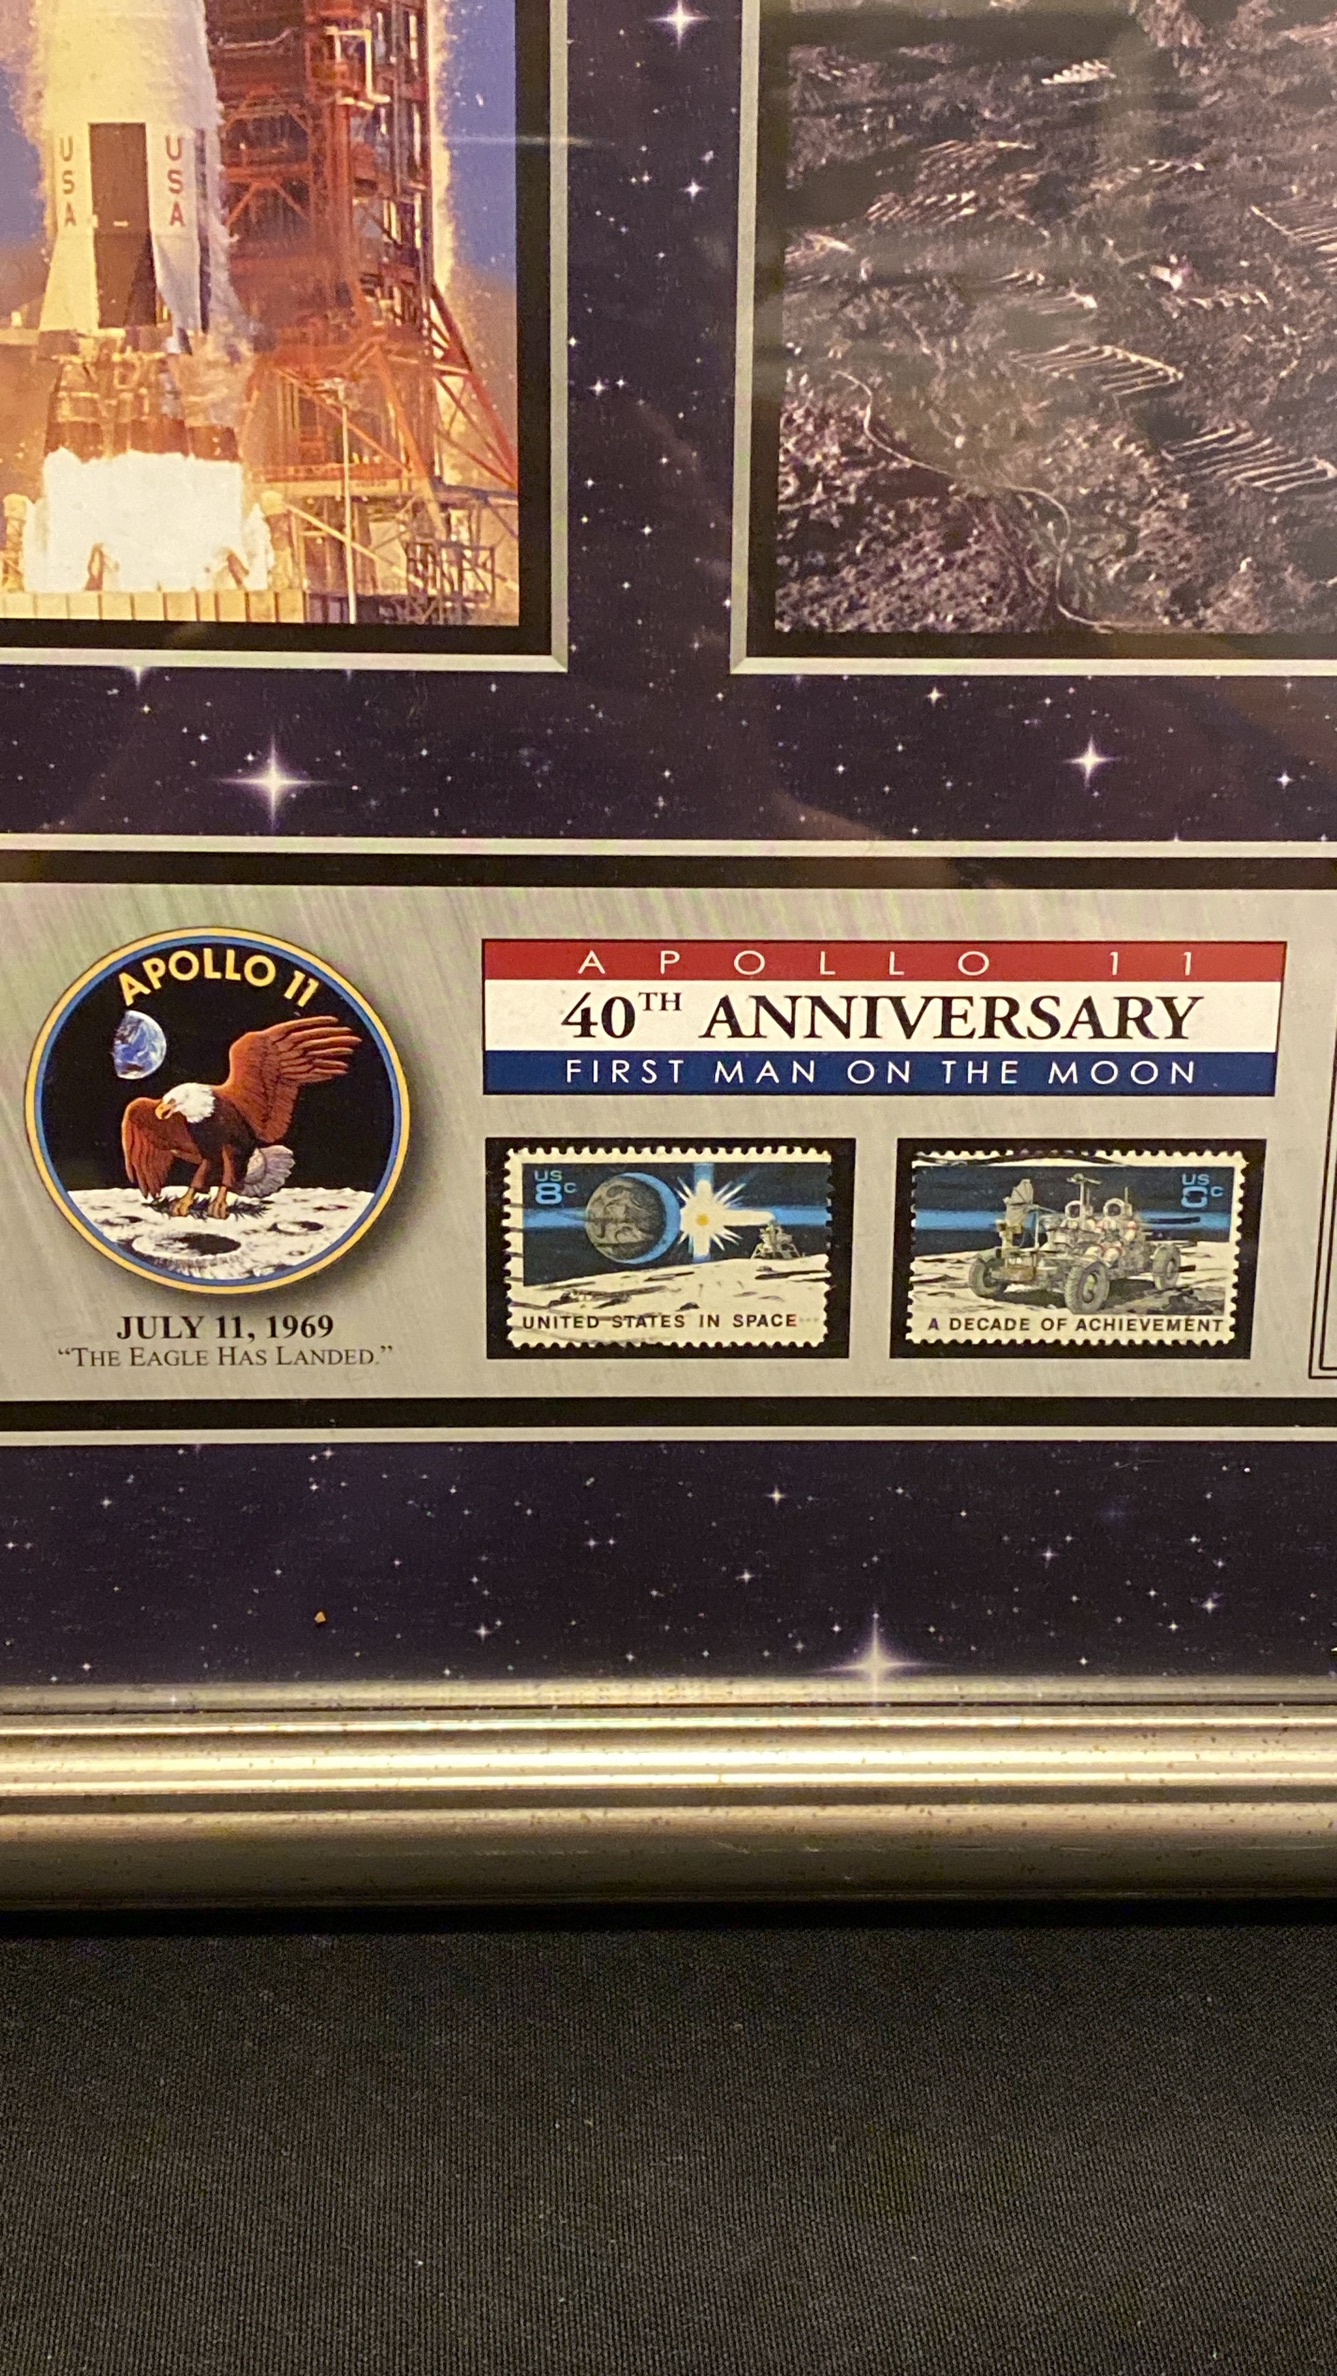 USA
USA
APOLLO 11
APOLLO 11
40TH ANNIVERSARY
FIRST MAN ON THE MOON
US
8c
UNITED STATES IN SPACE...
US
c
A DECADE OF ACHIEVEMENT
JULY 11, 1969
"THE EAGLE HAS LANDED."